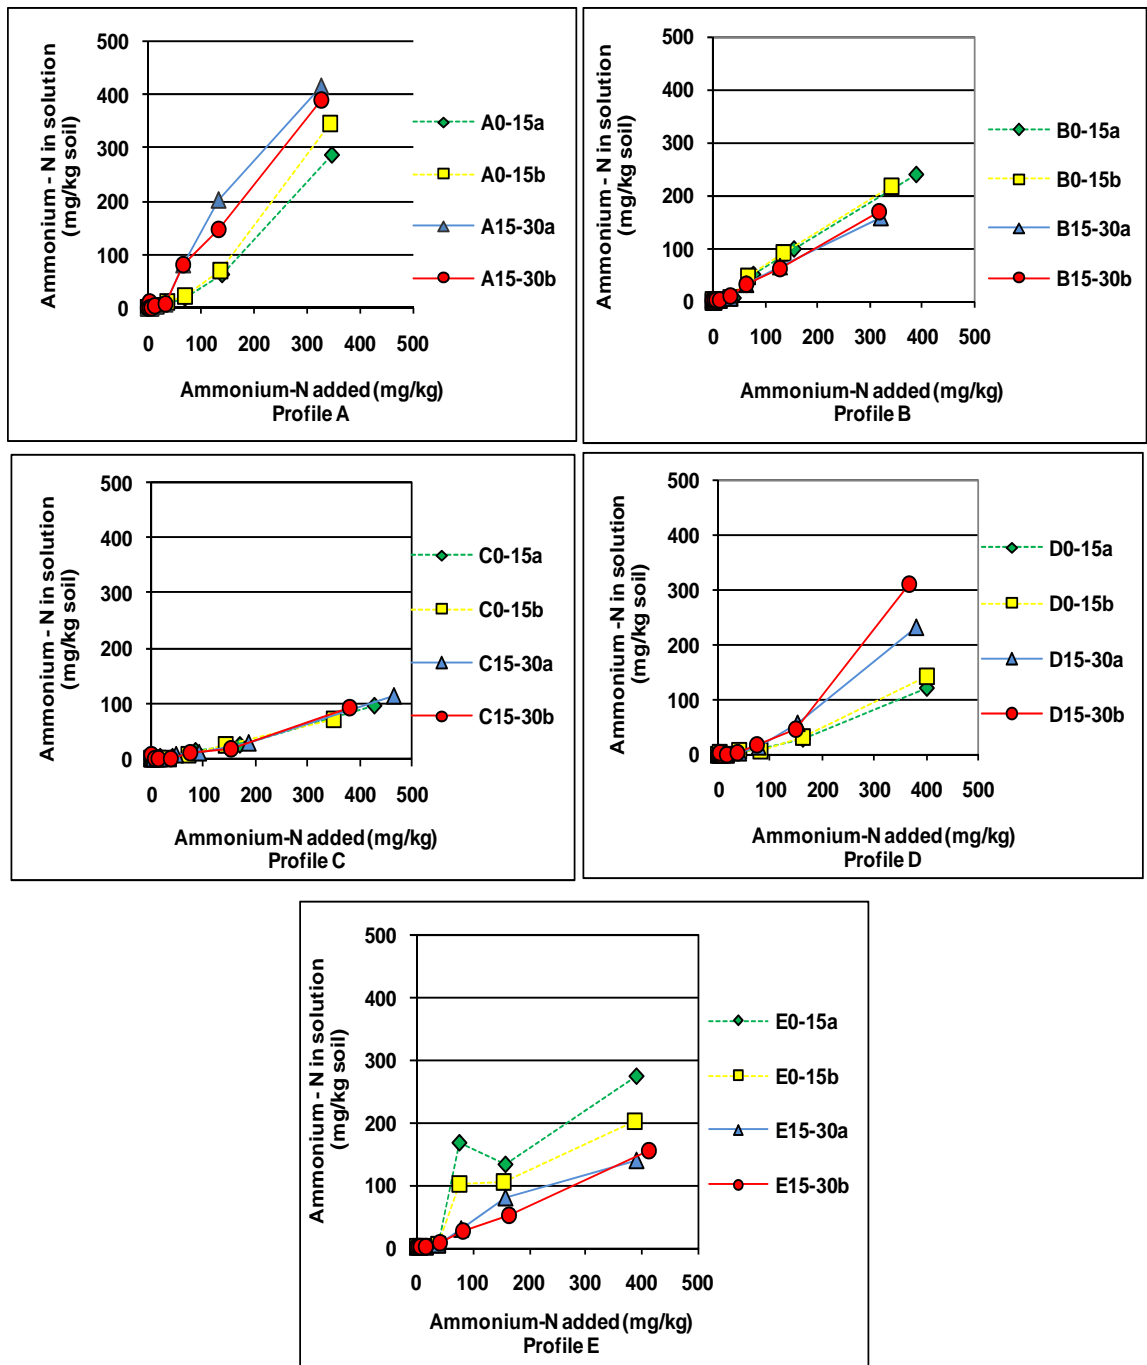 Ammonium - N in solution
(mg/kg soil)
500
400
300
200
100
0
0 100 200 300 400 500
Ammonium-N added (mg/kg)
Profile A
A0-15a
A0-15b
A15-30a
A15-30b
Ammonium - N in solution
(mg/kg soil)
500
400
300
200
100
0
0 100 200 300 400 500
Ammonium-N added (mg/kg)
Profile B
B0-15a
B0-15b
B15-30a
B15-30b
Ammonium - N in solution
(mg/kg soil)
500
400
300
200
100
0
0 100 200 300 400 500
Ammonium-N added (mg/kg)
Profile C
C0-15a
C0-15b
C15-30a
C15-30b
Ammonium - N in solution
(mg/kg soil)
500
400
300
200
100
0
0 100 200 300 400 500
Ammonium-N added (mg/kg)
Profile D
D0-15a
D0-15b
D15-30a
D15-30b
Ammonium - N in solution
(mg/kg soil)
500
400
300
200
100
0
0 100 200 300 400 500
Ammonium-N added (mg/kg)
Profile E
E0-15a
E0-15b
E15-30a
E15-30b